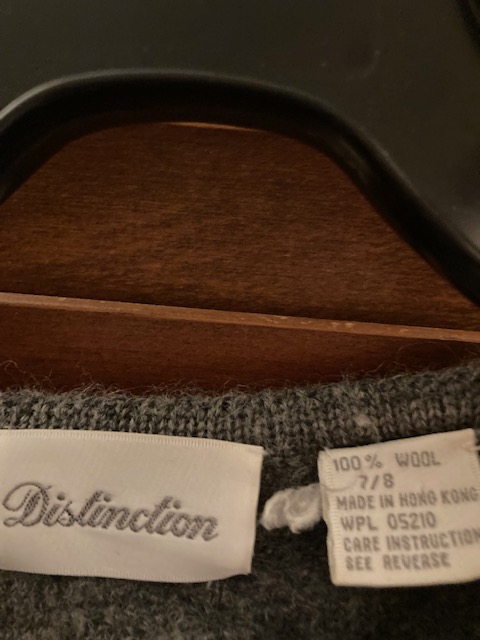 Distinction
100% WOOL
7/8
MADE IN HONG KONG
WPL 05210
CARE INSTRUCTION
SEE REVERSE